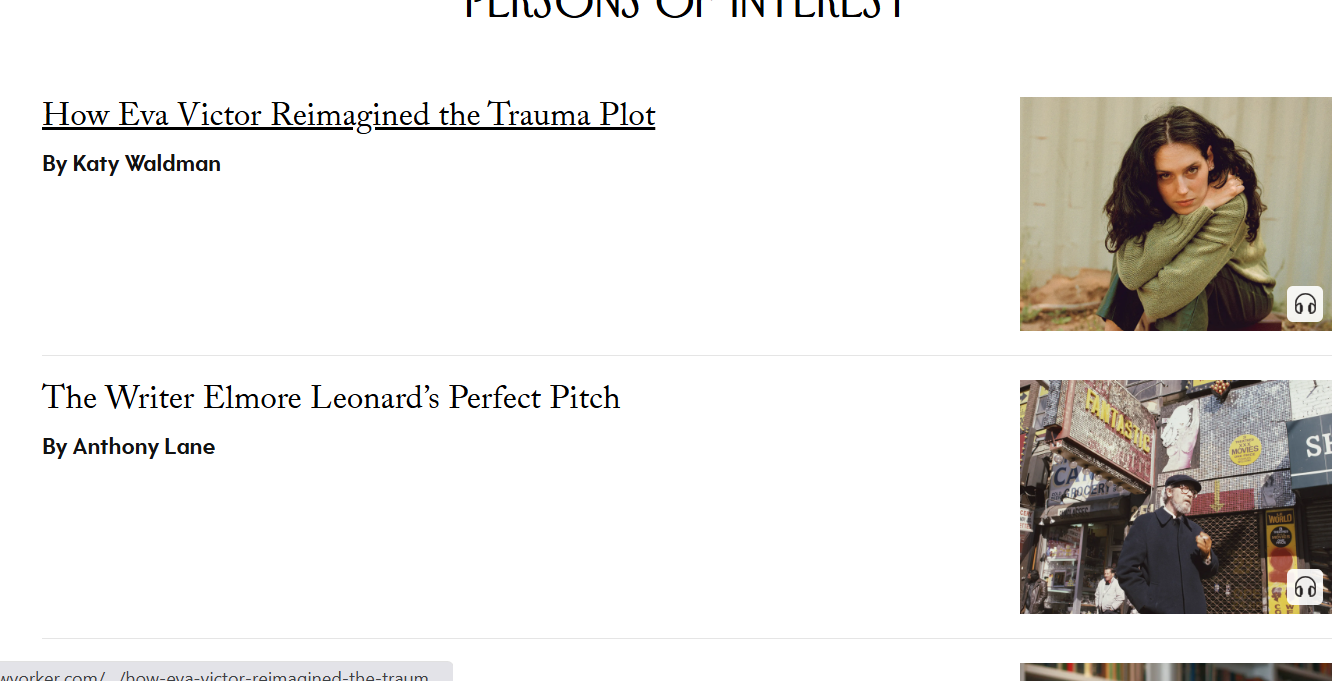 PERSONS OF INTEREST
How Eva Victor Reimagined the Trauma Plot
By Katy Waldman
The Writer Elmore Leonard’s Perfect Pitch
By Anthony Lane
FANTASTIC
MOVIES
CANDY
GROCERY
WORLD
wyorker.com/.../how-eva-victor-reimagined-the-traum...